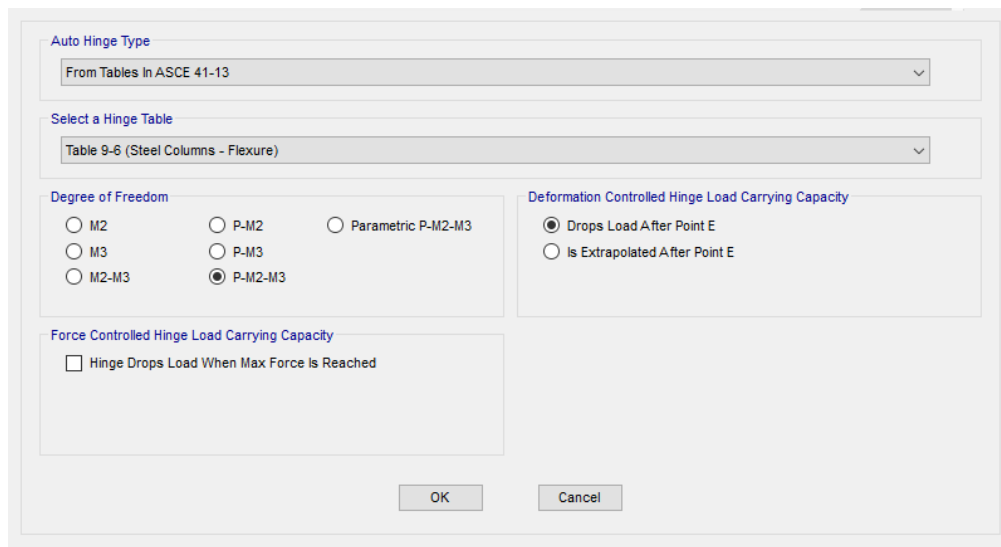 Auto Hinge Type
From Tables In ASCE 41-13
Select a Hinge Table
Table 9-6 (Steel Columns - Flexure)
Degree of Freedom
M2
P-M2
Parametric P-M2-M3
M3
P-M3
M2-M3
P-M2-M3
Deformation Controlled Hinge Load Carrying Capacity
Drops Load After Point E
Is Extrapolated After Point E
Force Controlled Hinge Load Carrying Capacity
Hinge Drops Load When Max Force Is Reached
OK
Cancel